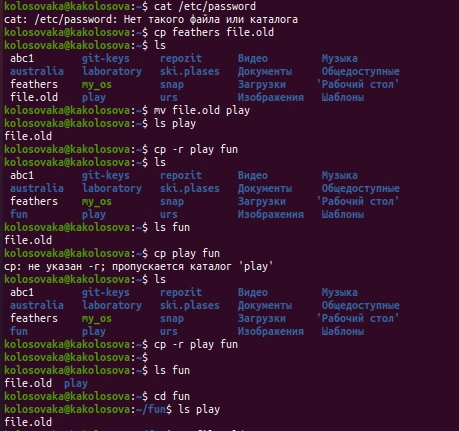 kolosovaka@kakolosova:~$ cat /etc/password
cat: /etc/password: Нет такого файла или каталога
kolosovaka@kakolosova:~$ cp feathers file.old
kolosovaka@kakolosova:~$ ls
abc1 git-keys repozit Видео Музыка
australia laboratory ski.plases Документы Общедоступные
feathers my_os snap Загрузки 'Рабочий стол'
file.old play urs Изображения Шаблоны
kolosovaka@kakolosova:~$ mv file.old play
kolosovaka@kakolosova:~$ ls play
file.old
kolosovaka@kakolosova:~$ cp -r play fun
kolosovaka@kakolosova:~$ ls
abc1 git-keys repozit Видео Музыка
australia laboratory ski.plases Документы Общедоступные
feathers my_os snap Загрузки 'Рабочий стол'
fun play urs Изображения Шаблоны
kolosovaka@kakolosova:~$ ls fun
file.old
kolosovaka@kakolosova:~$ cp play fun
cp: не указан -r; пропускается каталог 'play'
kolosovaka@kakolosova:~$ ls
abc1 git-keys repozit Видео Музыка
australia laboratory ski.plases Документы Общедоступные
feathers my_os snap Загрузки 'Рабочий стол'
fun play urs Изображения Шаблоны
kolosovaka@kakolosova:~$ cp -r play fun
kolosovaka@kakolosova:~$
kolosovaka@kakolosova:~$ ls fun
file.old play
kolosovaka@kakolosova:~$ cd fun
kolosovaka@kakolosova:~/fun$ ls play
file.old